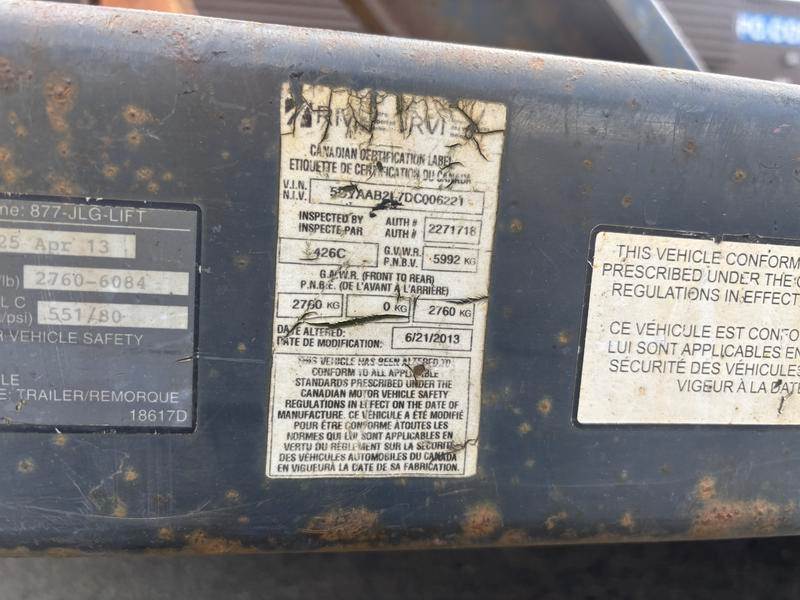 ne: 877-JLG-LIFT
25 Apr 13
/lb) 2760-6084
L C
/psi) 551/80
R VEHICLE SAFETY
LE
E: TRAILER/REMORQUE
18617D
CANADIAN CERTIFICATION LABEL
ETIQUETTE DE CERTIFICATION DU CANADA
V.I.N.
N.I.V.
INSPECTED BY AUTH # 2271718
INSPECTE PAR AUTH #
426C G.V.W.R. 5992 KG
P.N.B.V.
G.A.W.R. (FRONT TO REAR)
P.N.B.E. (DE L'AVANT À L'ARRIÈRE)
2760 KG 0 KG 2760 KG
DATE ALTERED: 6/21/2013
DATE DE MODIFICATION:
THIS VEHICLE HAS BEEN ALTERED TO
CONFORM TO ALL APPLICABLE
STANDARDS PRESCRIBED UNDER THE
CANADIAN MOTOR VEHICLE SAFETY
REGULATIONS IN EFFECT ON THE DATE OF
MANUFACTURE. CE VÉHICULE A ÉTÉ MODIFIÉ
POUR ÊTRE CONFORME ATOUTES LES
NORMES QUI LUI SONT APPLICABLES EN
VERTU DU RÈGLEMENT SUR LA SÉCURITÉ
DES VÉHICULES AUTOMOBILES DU CANADA
EN VIGUEUR À LA DATE DE SA FABRICATION.
THIS VEHICLE CONFORM
PRESCRIBED UNDER THE C
REGULATIONS IN EFFECT
CE VÉHICULE EST CONFO
LUI SONT APPLICABLES EN
SÉCURITÉ DES VÉHICULES
VIGEUR À LA DATE